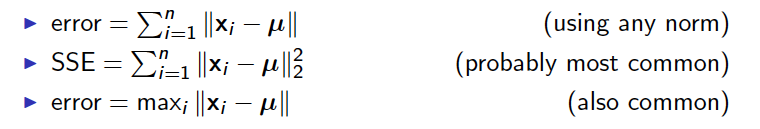 ▶ error = ∑ⁿᵢ₌₁ ‖xᵢ − μ‖ (using any norm)
▶ SSE = ∑ⁿᵢ₌₁ ‖xᵢ − μ‖₂² (probably most common)
▶ error = maxᵢ ‖xᵢ − μ‖ (also common)